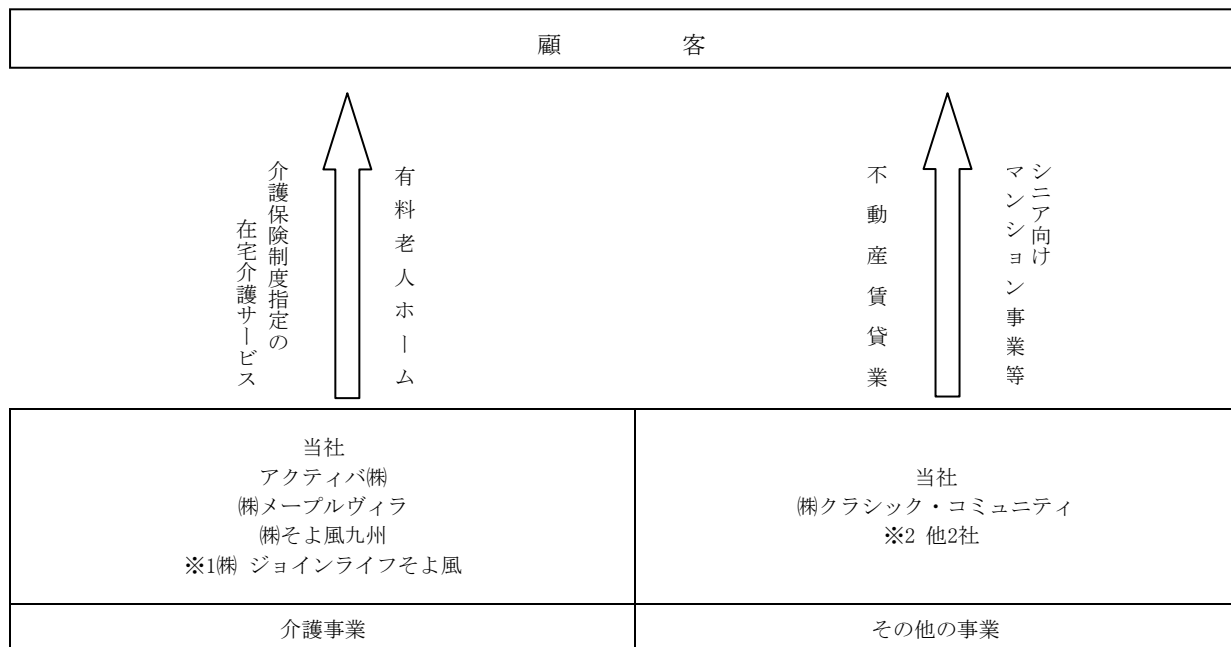 顧 客
介護保険制度指定の
在宅介護サービス
有料老人ホーム
不動産賃貸業
シニア向け
マンション事業等
当社
アクティバ㈱
㈱メープルヴィラ
㈱そよ風九州
※1㈱ ジョインライフそよ風
当社
㈱クラシック・コミュニティ
※2 他2社
介護事業
その他の事業